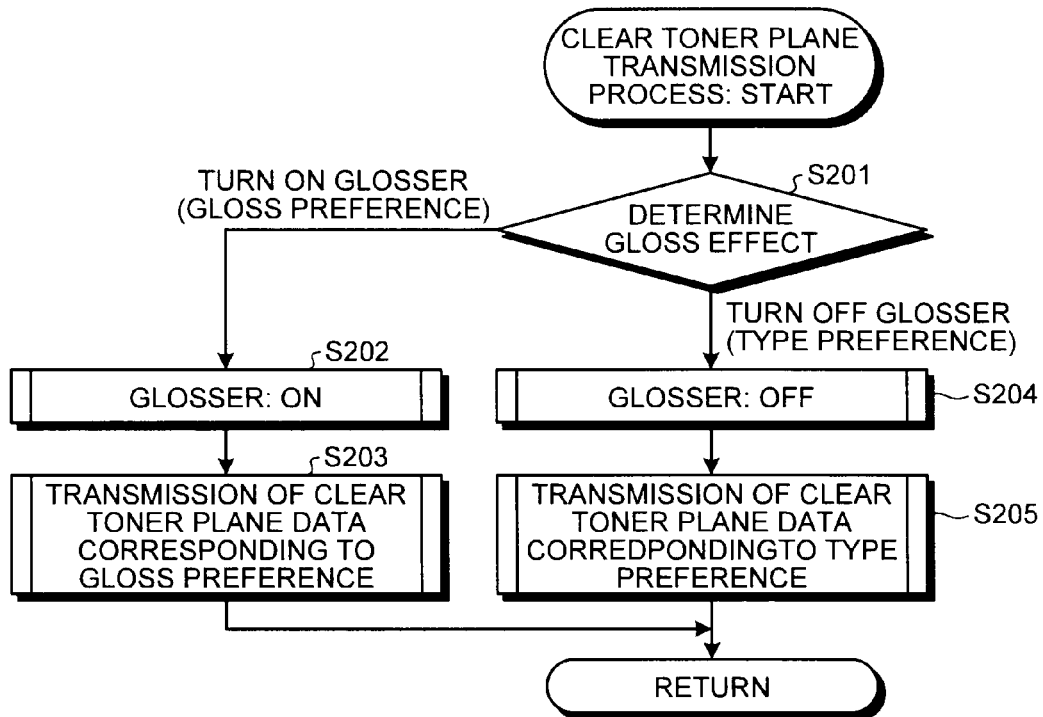 CLEAR TONER PLANE
TRANSMISSION
PROCESS: START
S201
TURN ON GLOSSER
(GLOSS PREFERENCE)
DETERMINE
GLOSS EFFECT
TURN OFF GLOSSER
(TYPE PREFERENCE)
S202
GLOSSER: ON
GLOSSER: OFF
S204
S203
TRANSMISSION OF CLEAR
TONER PLANE DATA
CORRESPONDING TO
GLOSS PREFERENCE
TRANSMISSION OF CLEAR
TONER PLANE DATA
CORREDPONDINGTO TYPE
PREFERENCE
S205
RETURN